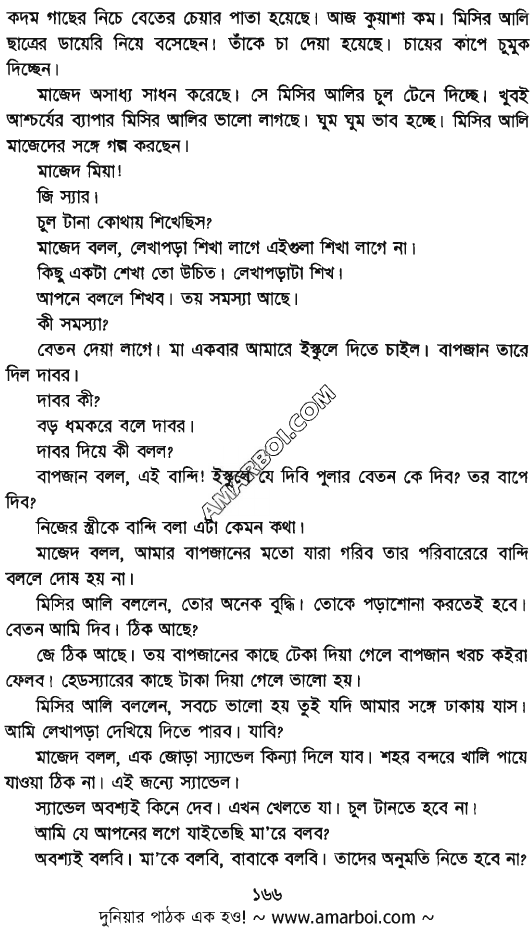 কদম গাছের নিচে বেতের চেয়ার পাতা হয়েছে। আজ কুয়াশা কম। মিসির আলি
ছাত্রের ডায়েরি নিয়ে বসেছেন। তাঁকে চা দেয়া হয়েছে। চায়ের কাপে চুমুক
দিচ্ছেন।
মাজেদ অসাধ্য সাধন করেছে। সে মিসির আলির চুল টেনে দিচ্ছে। খুবই
আশ্চর্যের ব্যাপার মিসির আলির ভালো লাগছে। ঘুম ঘুম ভাব হচ্ছে। মিসির আলি
মাজেদের সঙ্গে গল্প করছেন।
মাজেদ মিয়া!
জি স্যার।
চুল টানা কোথায় শিখেছিস?
মাজেদ বলল, লেখাপড়া শিখা লাগে এইগুলা শিখা লাগে না।
কিছু একটা শেখা তো উচিত। লেখাপড়াটা শিখ।
আপনে বললে শিখব। তয় সমস্যা আছে।
কী সমস্যা?
বেতন দেয়া লাগে। মা একবার আমারে ইস্কুলে দিতে চাইল। বাপজান তারে
দিল দাবর।
দাবর কী?
বড় ধমকরে বলে দাবর।
দাবর দিয়ে কী বলল?
বাপজান বলল, এই বান্দি! ইস্কুলে যে দিবি পুলার বেতন কে দিব? তর বাপে
দিব?
নিজের স্ত্রীকে বান্দি বলা এটা কেমন কথা।
মাজেদ বলল, আমার বাপজানের মতো যারা গরিব তার পরিবারেরে বান্দি
বললে দোষ হয় না।
মিসির আলি বললেন, তোর অনেক বুদ্ধি। তোকে পড়াশোনা করতেই হবে।
বেতন আমি দিব। ঠিক আছে?
জে ঠিক আছে। তয় বাপজানের কাছে টেকা দিয়া গেলে বাপজান খরচ কইরা
ফেলব। হেডস্যারের কাছে টাকা দিয়া গেলে ভালো হয়।
মিসির আলি বললেন, সবচে ভালো হয় তুই যদি আমার সঙ্গে ঢাকায় যাস।
আমি লেখাপড়া দেখিয়ে দিতে পারব। যাবি?
মাজেদ বলল, এক জোড়া স্যান্ডেল কিন্যা দিলে যাব। শহর বন্দরে খালি পায়ে
যাওয়া ঠিক না। এই জন্যে স্যান্ডেল।
স্যান্ডেল অবশ্যই কিনে দেব। এখন খেলতে যা। চুল টানতে হবে না।
আমি যে আপনের লগে যাইতেছি মা'রে বলব?
অবশ্যই বলবি। মা'কে বলবি, বাবাকে বলবি। তাদের অনুমতি নিতে হবে না?
১৬৬
দুনিয়ার পাঠক এক হও! ~ www.amarboi.com ~
AMARBOI.COM